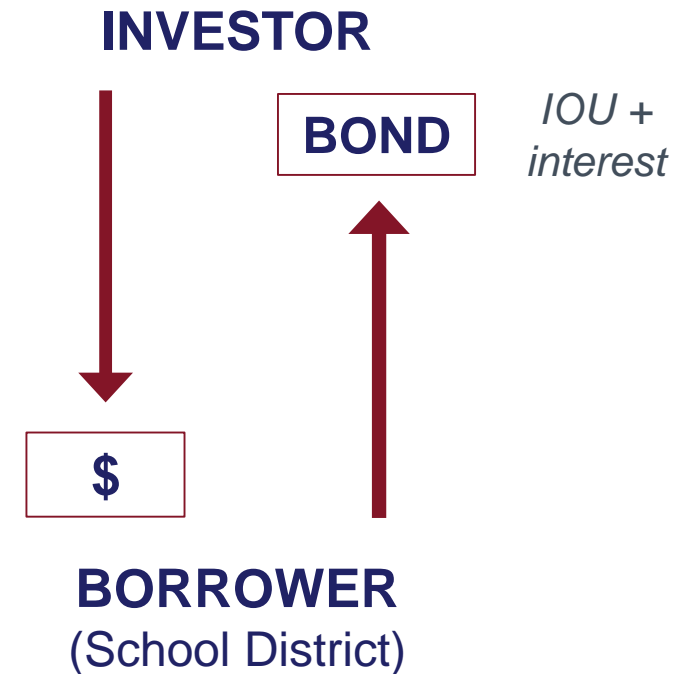 INVESTOR
BOND
IOU +
interest
$
BORROWER
(School District)